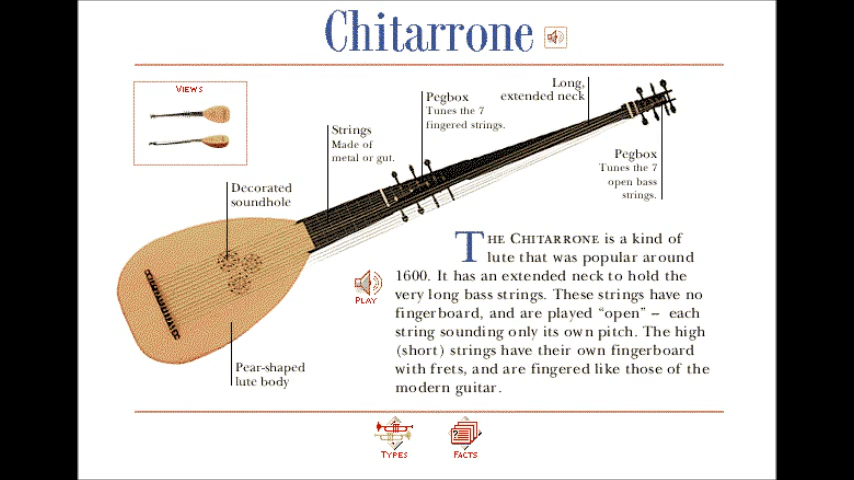 Chitarrone
VIEWS
Long,
extended neck
Pegbox
Tunes the 7
fingered strings.
Strings
Made of
metal or gut.
Pegbox
Tunes the 7
open bass
strings.
Decorated
soundhole
THE CHITARRONE is a kind of
lute that was popular around
1600. It has an extended neck to hold the
very long bass strings. These strings have no
fingerboard, and are played “open” – each
string sounding only its own pitch. The high
(short) strings have their own fingerboard
with frets, and are fingered like those of the
modern guitar.
PLAY
Pear-shaped
lute body
TYPES
FACTS